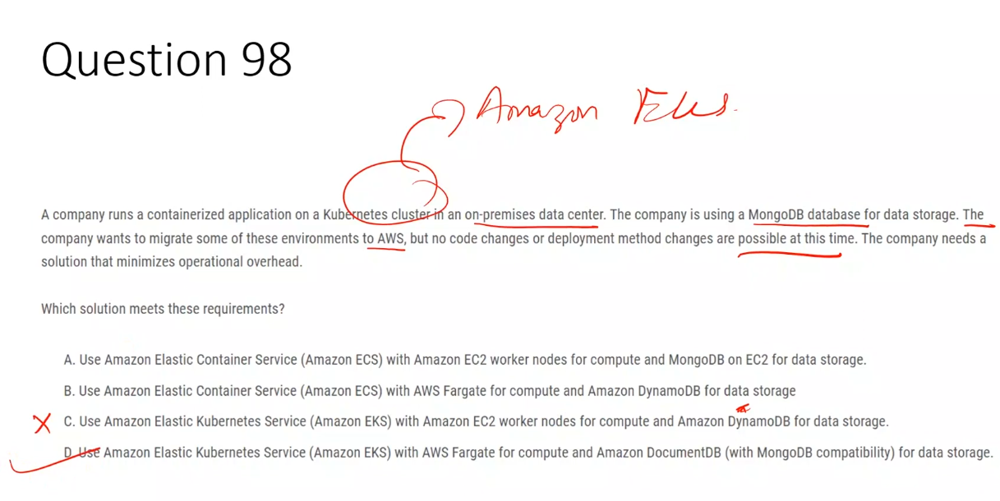 Question 98
Amazon EKS.
A company runs a containerized application on a Kubernetes cluster in an on-premises data center. The company is using a MongoDB database for data storage. The
company wants to migrate some of these environments to AWS, but no code changes or deployment method changes are possible at this time. The company needs a
solution that minimizes operational overhead.
Which solution meets these requirements?
A. Use Amazon Elastic Container Service (Amazon ECS) with Amazon EC2 worker nodes for compute and MongoDB on EC2 for data storage.
B. Use Amazon Elastic Container Service (Amazon ECS) with AWS Fargate for compute and Amazon DynamoDB for data storage
C. Use Amazon Elastic Kubernetes Service (Amazon EKS) with Amazon EC2 worker nodes for compute and Amazon DynamoDB for data storage.
D. Use Amazon Elastic Kubernetes Service (Amazon EKS) with AWS Fargate for compute and Amazon DocumentDB (with MongoDB compatibility) for data storage.